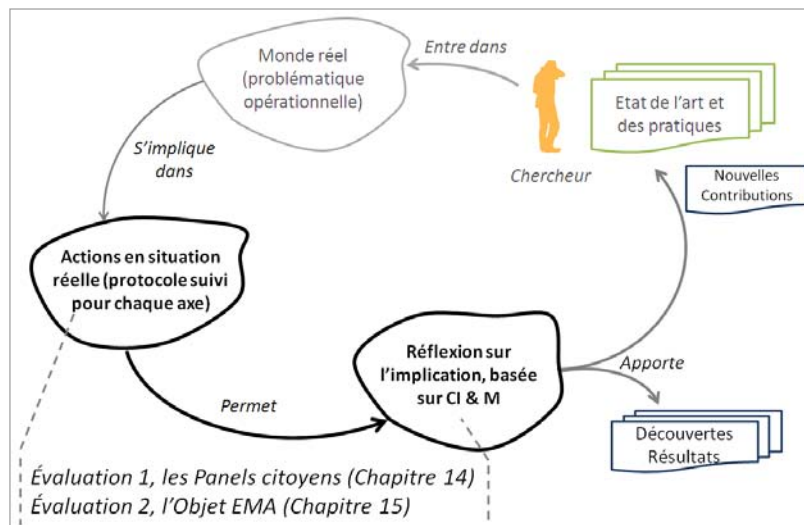 Monde réel
(problématique
opérationnelle)
Entre dans
Etat de l'art et
des pratiques
Chercheur
S'implique
dans
Nouvelles
Contributions
Actions en situation
réelle (protocole suivi
pour chaque axe)
Réflexion sur
l'implication, basée
sur CI & M
Apporte
Permet
Découvertes
Résultats
Évaluation 1, les Panels citoyens (Chapitre 14)
Évaluation 2, l'Objet EMA (Chapitre 15)